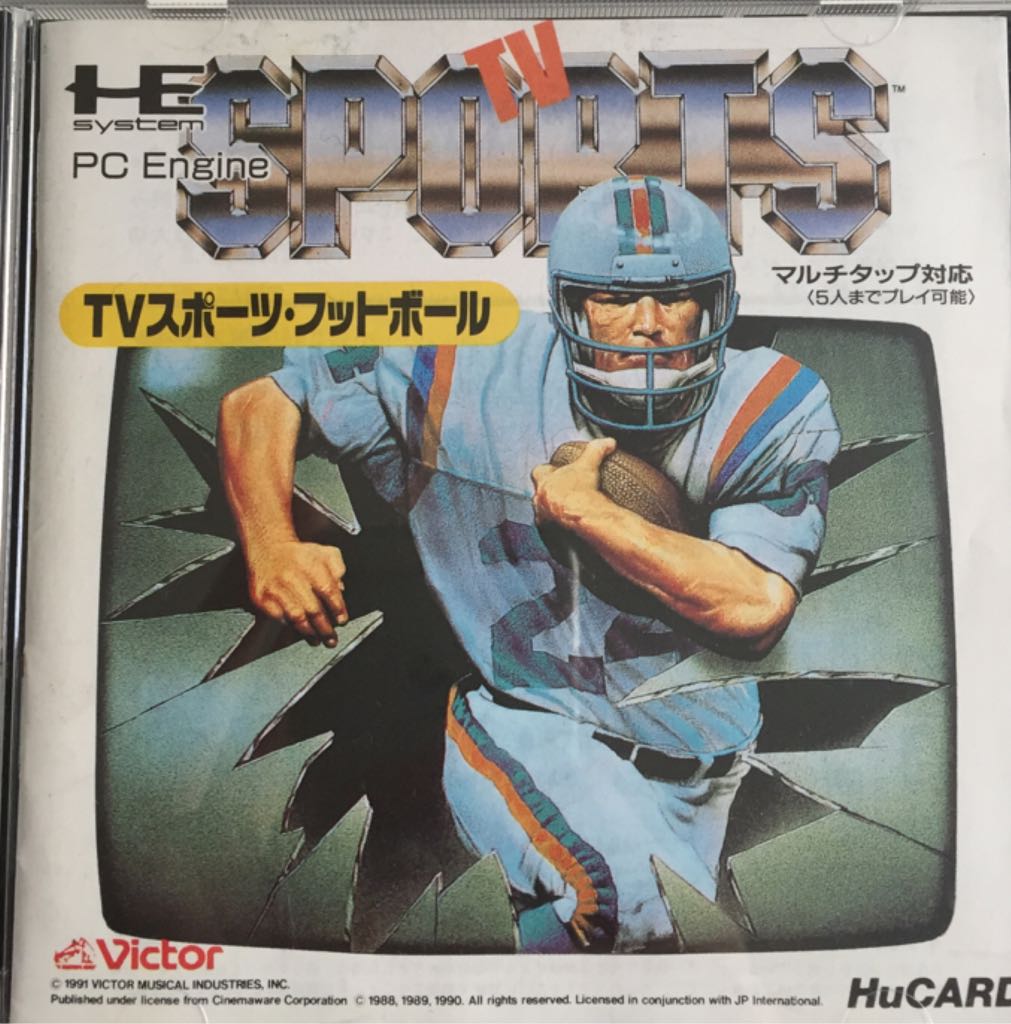 TV
SPORTS™
HE
system
PC Engine
マルチタップ対応
〈5人までプレイ可能〉
TVスポーツ・フットボール
22
Victor
© 1991 VICTOR MUSICAL INDUSTRIES, INC.
Published under license from Cinemaware Corporation © 1988, 1989, 1990. All rights reserved. Licensed in conjunction with JP International.
HuCARD